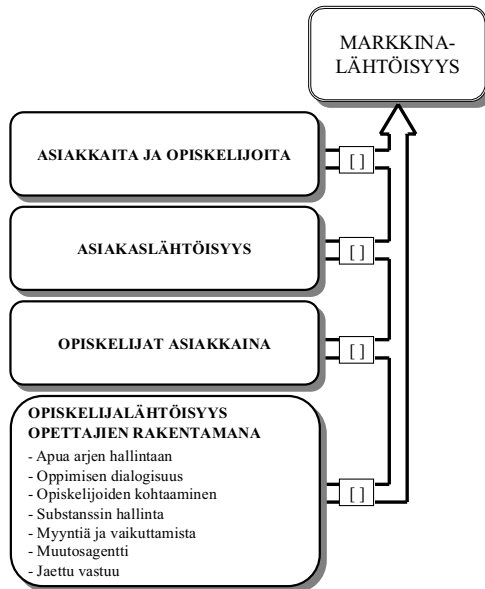 MARKKINA-
LÄHTÖISYYS
ASIAKKAITA JA OPISKELIJOITA
[ ]
ASIAKASLÄHTÖISYYS
[ ]
OPISKELIJAT ASIAKKAINA
[ ]
OPISKELIJALÄHTÖISYYS
OPETTAJIEN RAKENTAMANA
- Apua arjen hallintaan
- Oppimisen dialogisuus
- Opiskelijoiden kohtaaminen
- Substanssin hallinta
- Myyntiä ja vaikuttamista
- Muutosagentti
- Jaettu vastuu
[ ]